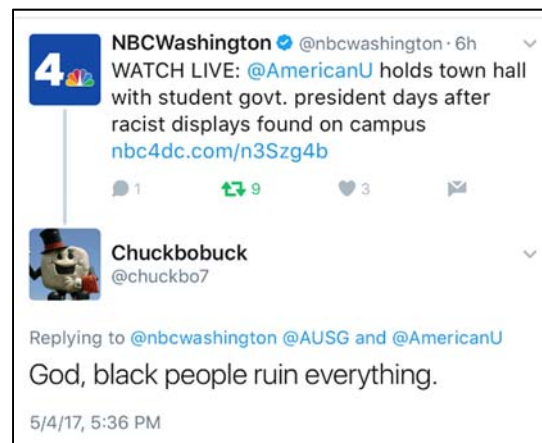 4
NBCWashington @nbcwashington · 6h
WATCH LIVE: @AmericanU holds town hall
with student govt. president days after
racist displays found on campus
nbc4dc.com/n3Szg4b
1 9 3
Chuckbobuck
@chuckbo7
Replying to @nbcwashington @AUSG and @AmericanU
God, black people ruin everything.
5/4/17, 5:36 PM